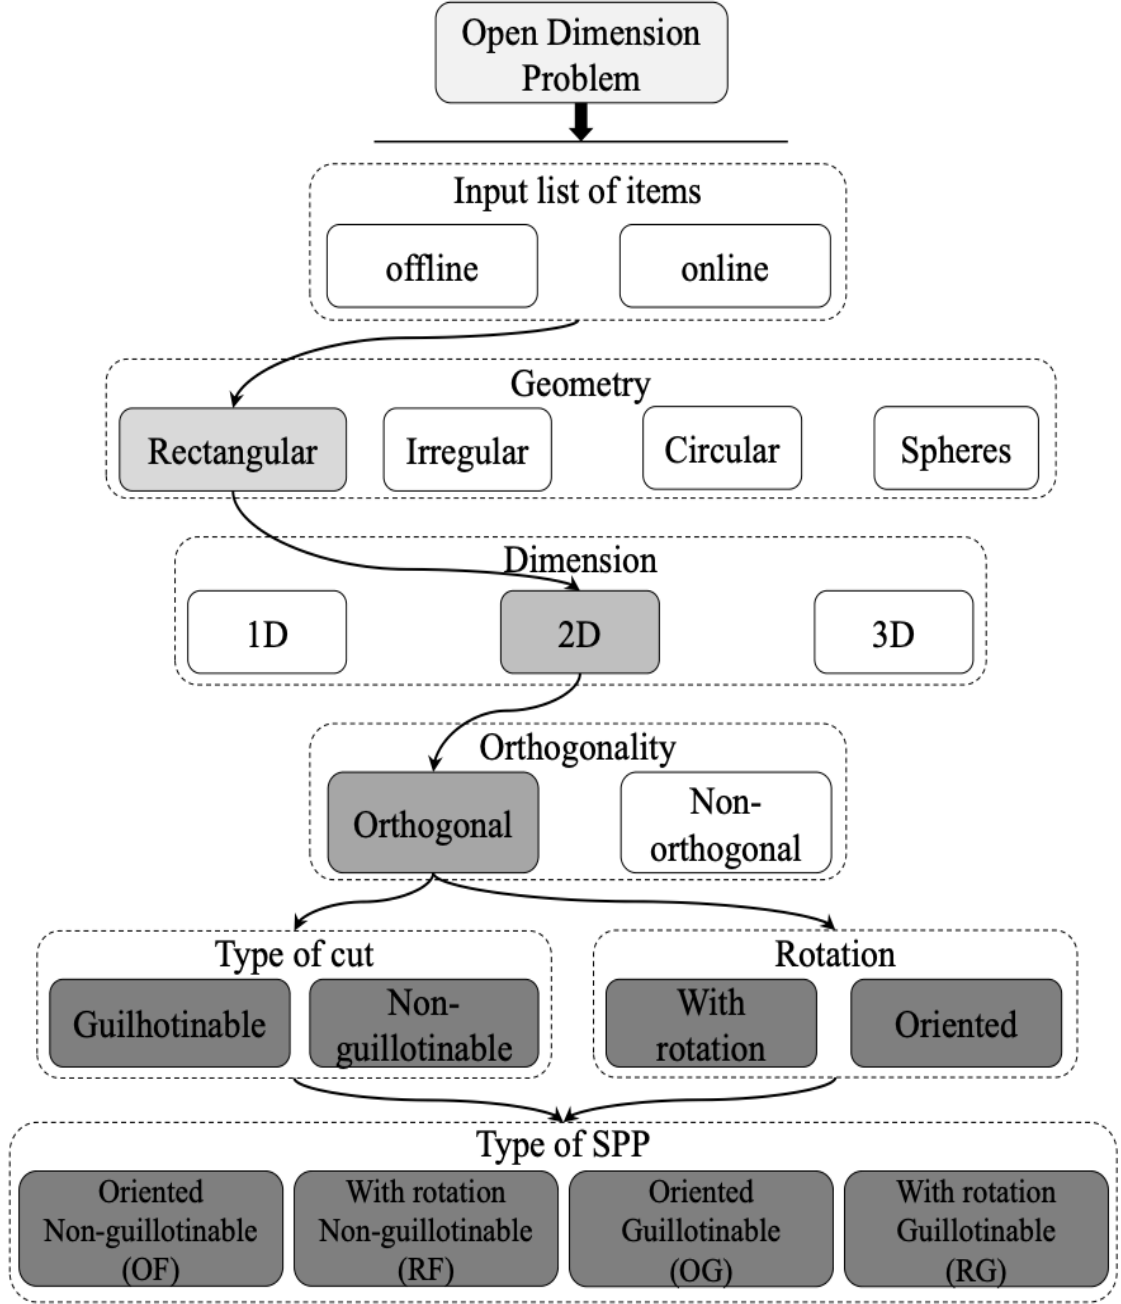 Open Dimension
Problem
Input list of items
offline
online
Geometry
Rectangular
Irregular
Circular
Spheres
Dimension
1D
2D
3D
Orthogonality
Orthogonal
Non-
orthogonal
Type of cut
Guilhotinable
Non-
guillotinable
Rotation
With
rotation
Oriented
Type of SPP
Oriented
Non-guillotinable
(OF)
With rotation
Non-guillotinable
(RF)
Oriented
Guillotinable
(OG)
With rotation
Guillotinable
(RG)